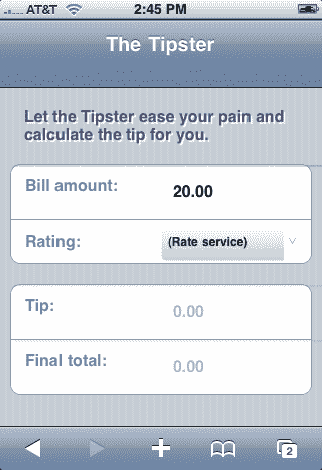 AT&T 2:45 PM
The Tipster
Let the Tipster ease your pain and
calculate the tip for you.
Bill amount: 20.00
Rating: (Rate service)
Tip: 0.00
Final total: 0.00
2